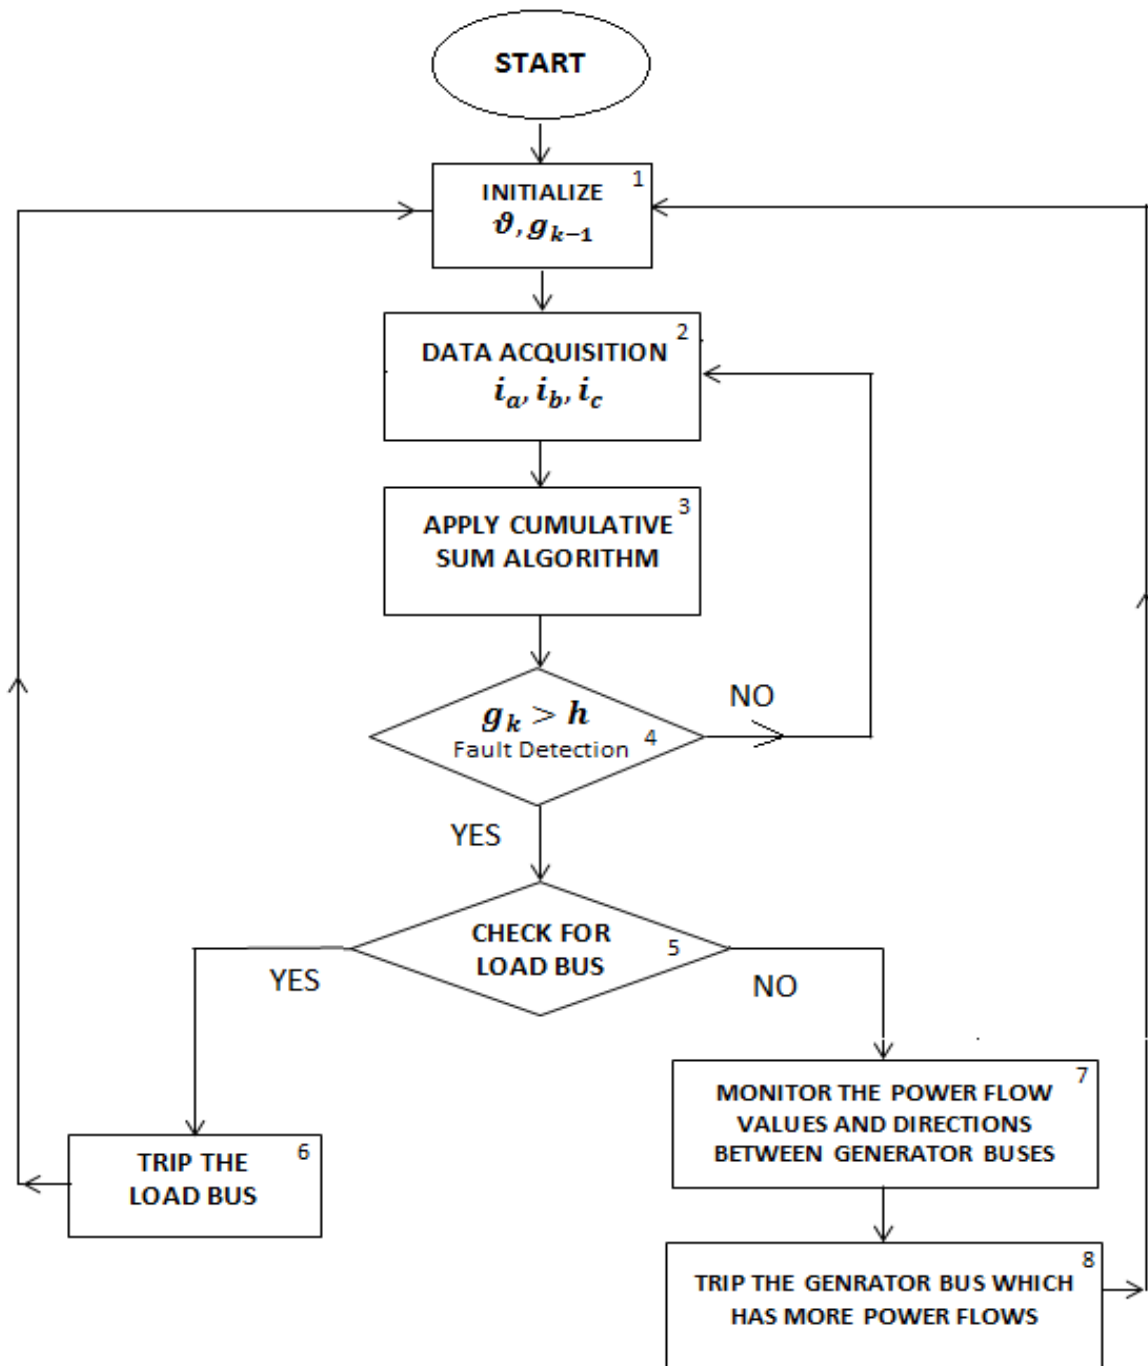 START
1
INITIALIZE
ϑ, g_{k-1}
2
DATA ACQUISITION
i_a, i_b, i_c
3
APPLY CUMULATIVE
SUM ALGORITHM
g_k > h
Fault Detection
4
NO
YES
CHECK FOR
LOAD BUS
5
YES
NO
6
TRIP THE
LOAD BUS
7
MONITOR THE POWER FLOW
VALUES AND DIRECTIONS
BETWEEN GENERATOR BUSES
8
TRIP THE GENRATOR BUS WHICH
HAS MORE POWER FLOWS